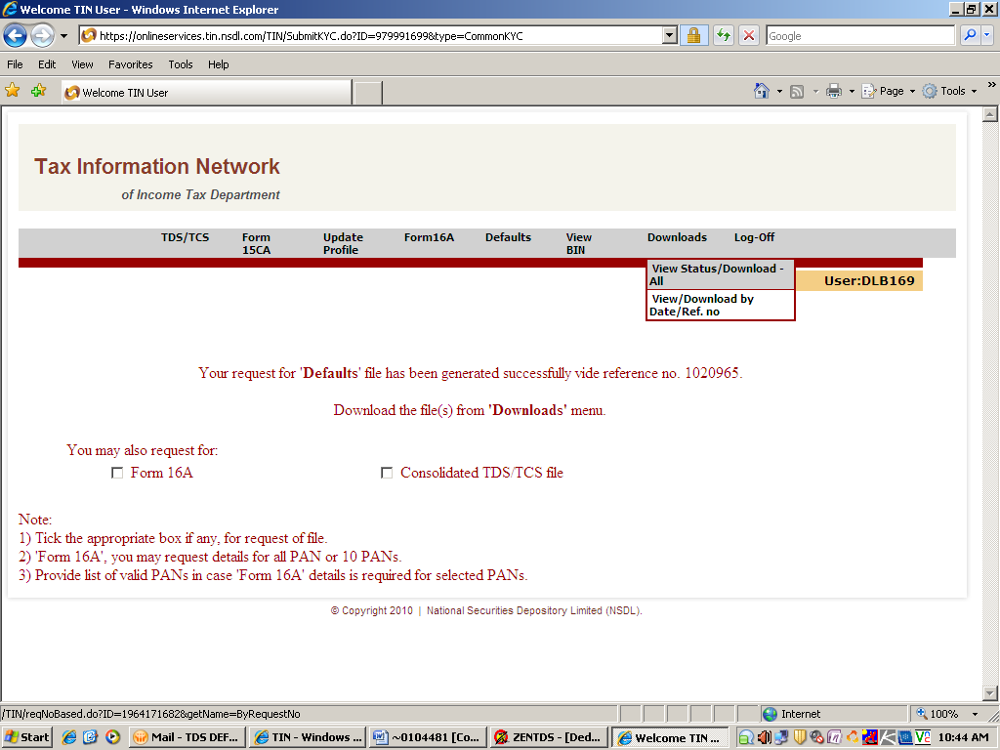 Welcome TIN User - Windows Internet Explorer
https://onlineservices.tin.nsdl.com/TIN/SubmitKYC.do?ID=979991699&type=CommonKYC
Google
File Edit View Favorites Tools Help
Welcome TIN User
Page Tools »
Tax Information Network
of Income Tax Department
TDS/TCS Form 15CA Update Profile Form16A Defaults View BIN Downloads Log-Off
View Status/Download -
All
User:DLB169
View/Download by
Date/Ref. no
Your request for 'Defaults' file has been generated successfully vide reference no. 1020965.
Download the file(s) from 'Downloads' menu.
You may also request for:
Form 16A Consolidated TDS/TCS file
Note:
1) Tick the appropriate box if any, for request of file.
2) 'Form 16A', you may request details for all PAN or 10 PANs.
3) Provide list of valid PANs in case 'Form 16A' details is required for selected PANs.
© Copyright 2010 | National Securities Depository Limited (NSDL).
/TIN/reqNoBased.do?ID=1964171682&getName=ByRequestNo
Internet
100%
Start
Mail - TDS DEF...
TIN - Windows ...
~0104481 [Co...
ZENTDS - [Ded...
Welcome TIN ...
10:44 AM